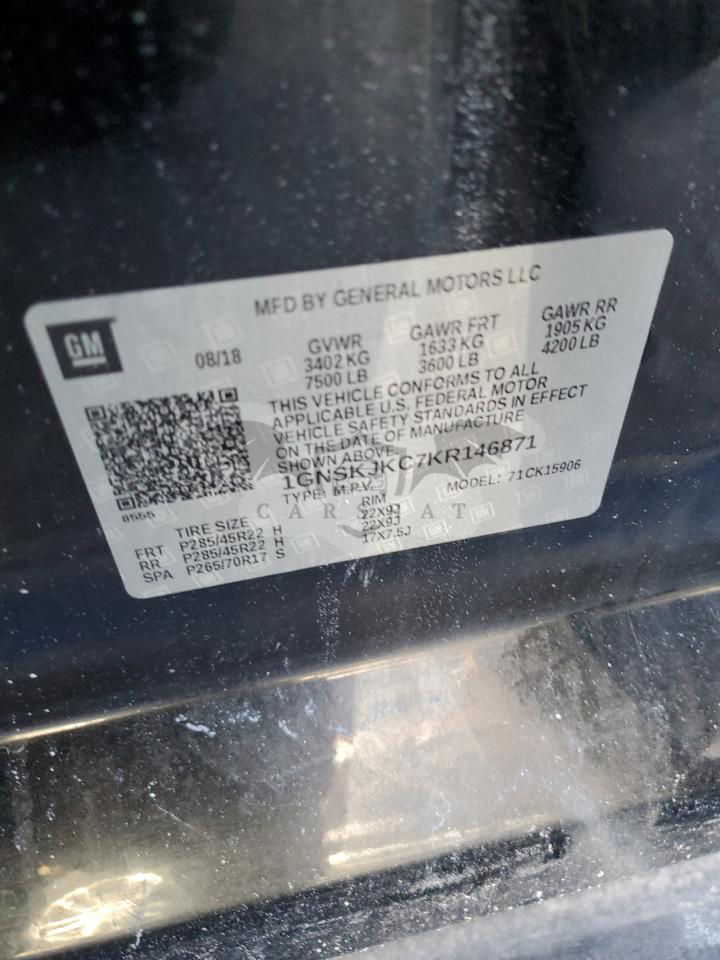 MFD BY GENERAL MOTORS LLC
GM
08/18
GVWR
3402 KG
7500 LB
GAWR FRT
1633 KG
3600 LB
GAWR RR
1905 KG
4200 LB
THIS VEHICLE CONFORMS TO ALL
APPLICABLE U.S. FEDERAL MOTOR
VEHICLE SAFETY STANDARDS IN EFFECT
ON THE DATE OF MANUFACTURE
SHOWN ABOVE.
1GNSKJKC7KR146871
TYPE: M.P.V.
MODEL: 71CK15906
8555
TIRE SIZE RIM
FRT P285/45R22 H 22X9J
RR P285/45R22 H 22X9J
SPA P265/70R17 S 17X7.5J